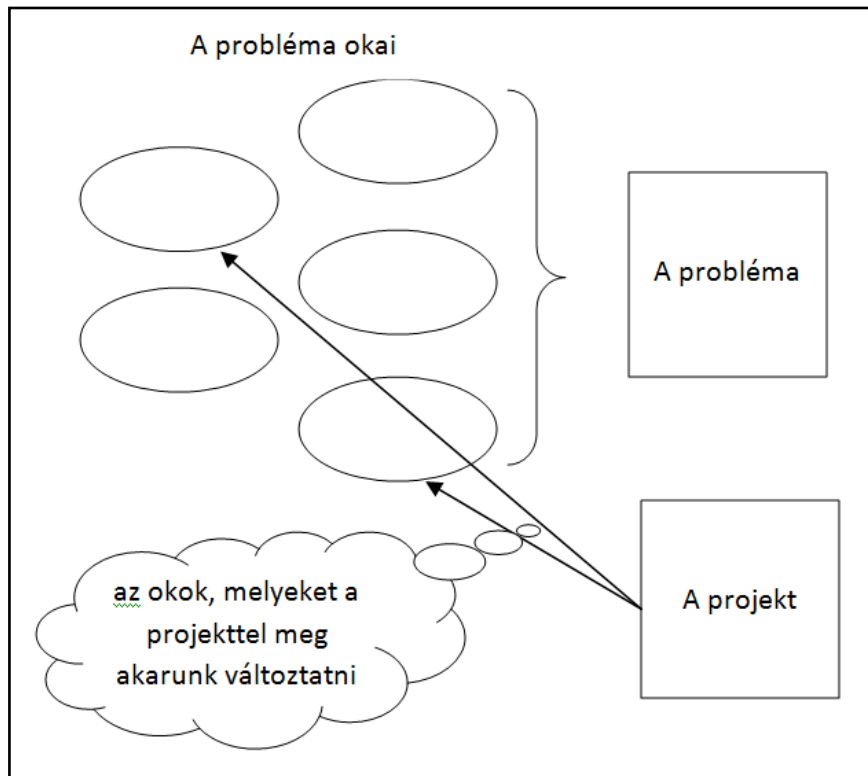 A probléma okai
A probléma
az okok, melyeket a
projekttel meg
akarunk változtatni
A projekt